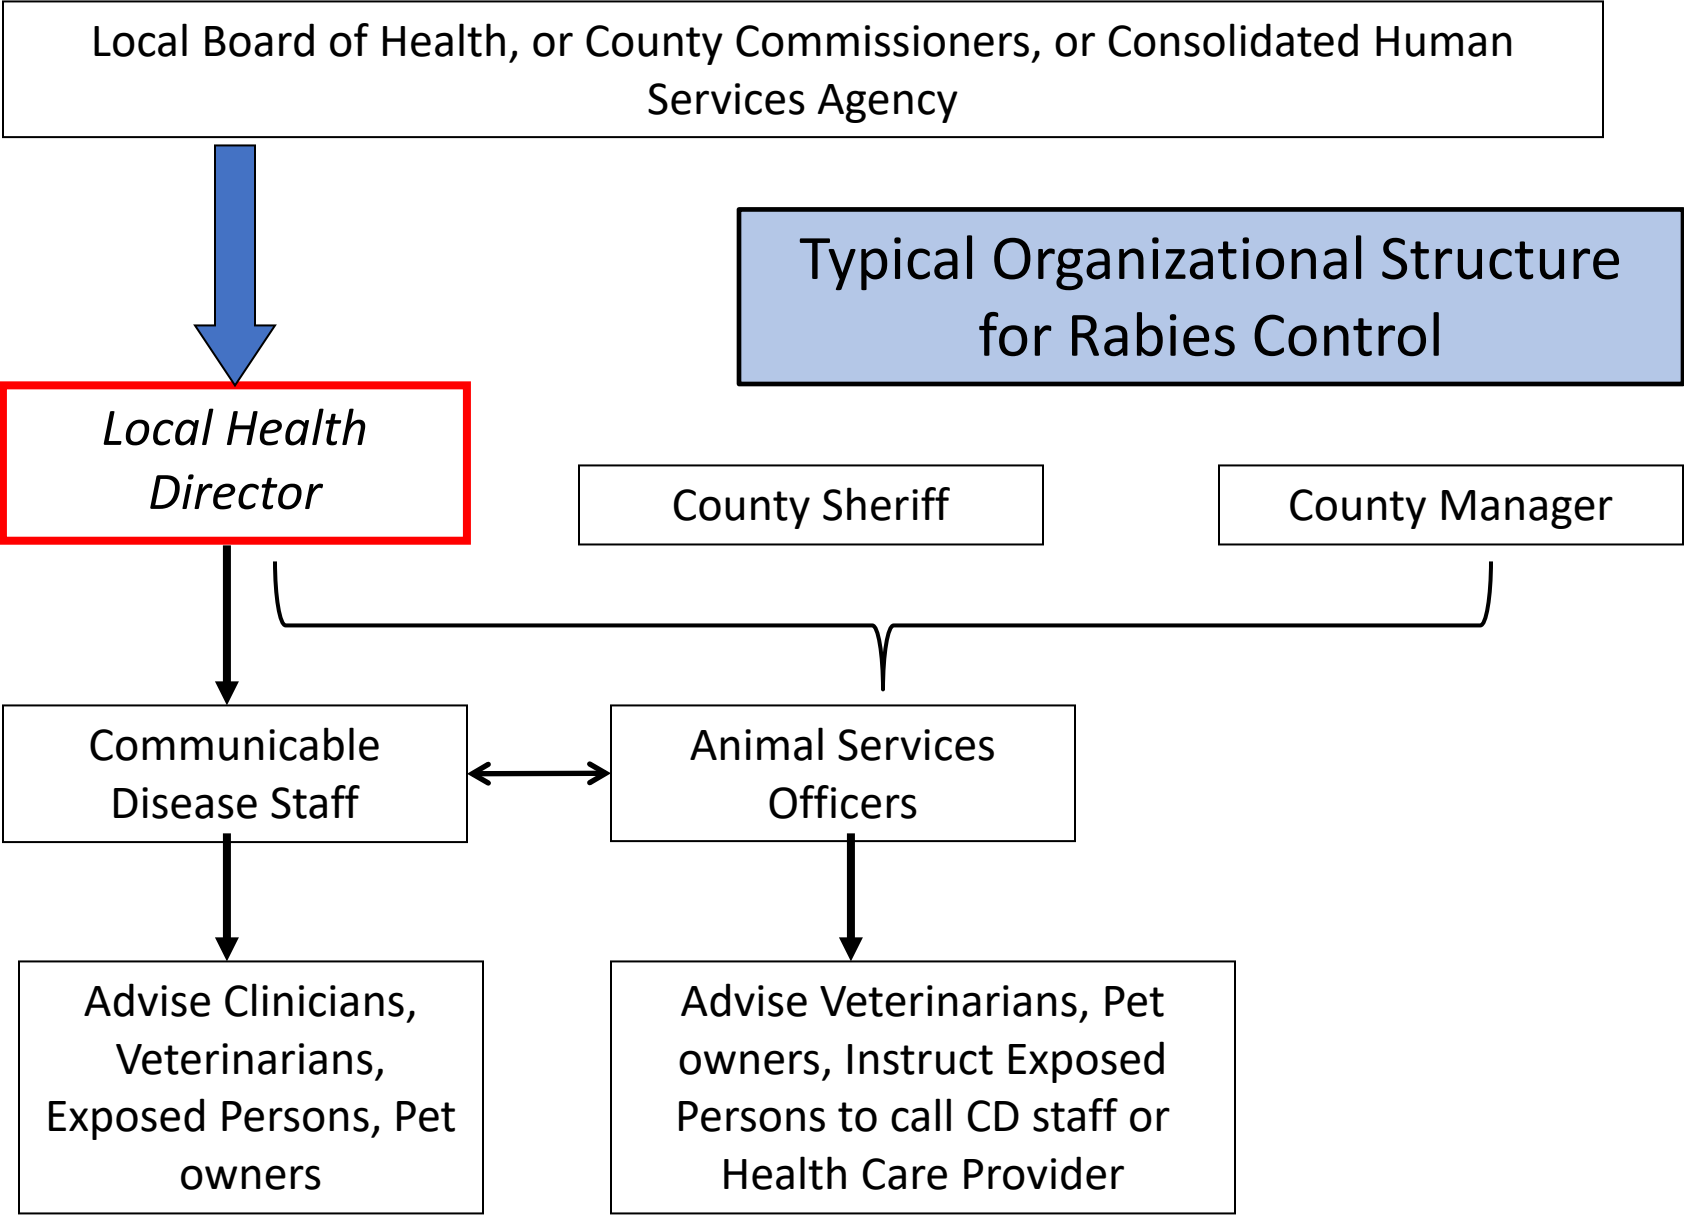 Local Board of Health, or County Commissioners, or Consolidated Human
Services Agency
Typical Organizational Structure
for Rabies Control
Local Health
Director
County Sheriff
County Manager
Communicable
Disease Staff
Animal Services
Officers
Advise Clinicians,
Veterinarians,
Exposed Persons, Pet
owners
Advise Veterinarians, Pet
owners, Instruct Exposed
Persons to call CD staff or
Health Care Provider